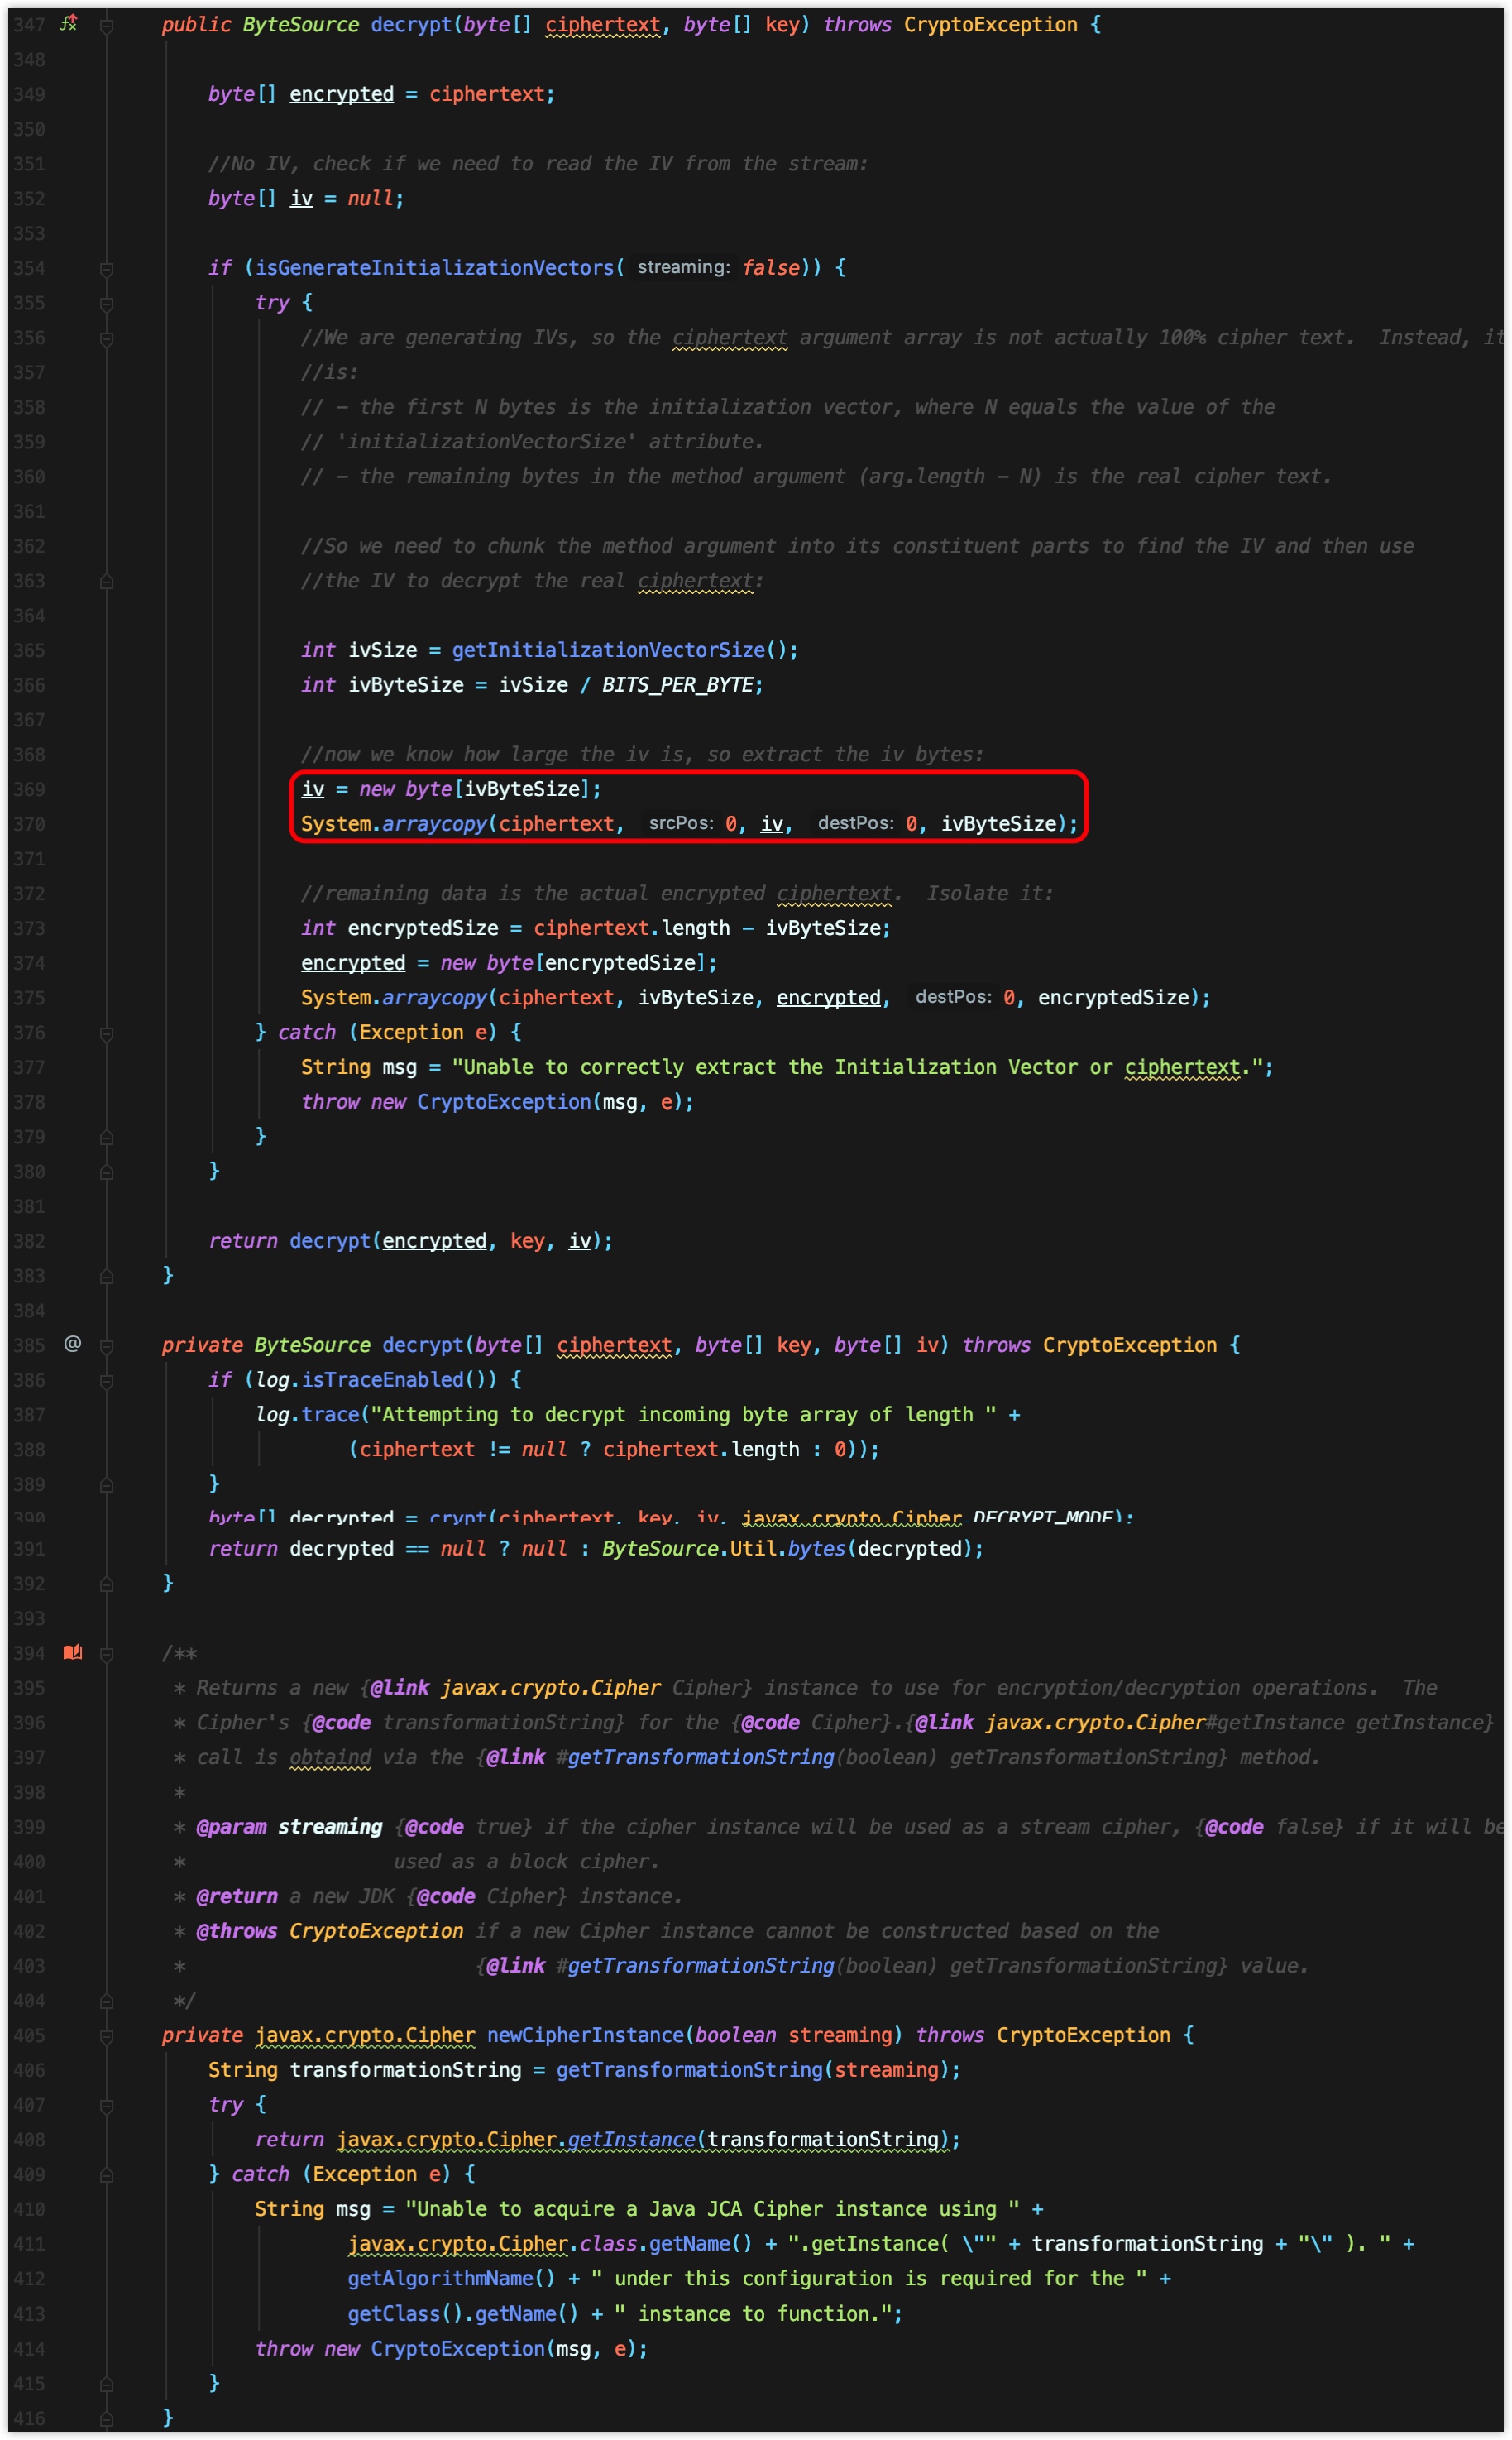 347 public ByteSource decrypt(byte[] ciphertext, byte[] key) throws CryptoException {
348
349 byte[] encrypted = ciphertext;
350
351 //No IV, check if we need to read the IV from the stream:
352 byte[] iv = null;
353
354 if (isGenerateInitializationVectors( streaming: false)) {
355 try {
356 //We are generating IVs, so the ciphertext argument array is not actually 100% cipher text.  Instead, it
357 //is:
358 // - the first N bytes is the initialization vector, where N equals the value of the
359 // 'initializationVectorSize' attribute.
360 // - the remaining bytes in the method argument (arg.length - N) is the real cipher text.
361
362 //So we need to chunk the method argument into its constituent parts to find the IV and then use
363 //the IV to decrypt the real ciphertext:
364
365 int ivSize = getInitializationVectorSize();
366 int ivByteSize = ivSize / BITS_PER_BYTE;
367
368 //now we know how large the iv is, so extract the iv bytes:
369 iv = new byte[ivByteSize];
370 System.arraycopy(ciphertext, srcPos: 0, iv, destPos: 0, ivByteSize);
371
372 //remaining data is the actual encrypted ciphertext.  Isolate it:
373 int encryptedSize = ciphertext.length - ivByteSize;
374 encrypted = new byte[encryptedSize];
375 System.arraycopy(ciphertext, ivByteSize, encrypted, destPos: 0, encryptedSize);
376 } catch (Exception e) {
377 String msg = "Unable to correctly extract the Initialization Vector or ciphertext.";
378 throw new CryptoException(msg, e);
379 }
380 }
381
382 return decrypt(encrypted, key, iv);
383 }
384
385 @ private ByteSource decrypt(byte[] ciphertext, byte[] key, byte[] iv) throws CryptoException {
386 if (log.isTraceEnabled()) {
387 log.trace("Attempting to decrypt incoming byte array of length " +
388 (ciphertext != null ? ciphertext.length : 0));
389 }
390 byte[] decrypted = crypt(ciphertext, key, iv, javax.crypto.Cipher.DECRYPT_MODE);
391 return decrypted == null ? null : ByteSource.Util.bytes(decrypted);
392 }
393
394 /**
395 * Returns a new {@link javax.crypto.Cipher Cipher} instance to use for encryption/decryption operations.  The
396 * Cipher's {@code transformationString} for the {@code Cipher}.{@link javax.crypto.Cipher#getInstance getInstance}
397 * call is obtaind via the {@link #getTransformationString(boolean) getTransformationString} method.
398 *
399 * @param streaming {@code true} if the cipher instance will be used as a stream cipher, {@code false} if it will be
400 * used as a block cipher.
401 * @return a new JDK {@code Cipher} instance.
402 * @throws CryptoException if a new Cipher instance cannot be constructed based on the
403 * {@link #getTransformationString(boolean) getTransformationString} value.
404 */
405 private javax.crypto.Cipher newCipherInstance(boolean streaming) throws CryptoException {
406 String transformationString = getTransformationString(streaming);
407 try {
408 return javax.crypto.Cipher.getInstance(transformationString);
409 } catch (Exception e) {
410 String msg = "Unable to acquire a Java JCA Cipher instance using " +
411 javax.crypto.Cipher.class.getName() + ".getInstance( \"" + transformationString + "\" ). " +
412 getAlgorithmName() + " under this configuration is required for the " +
413 getClass().getName() + " instance to function.";
414 throw new CryptoException(msg, e);
415 }
416 }